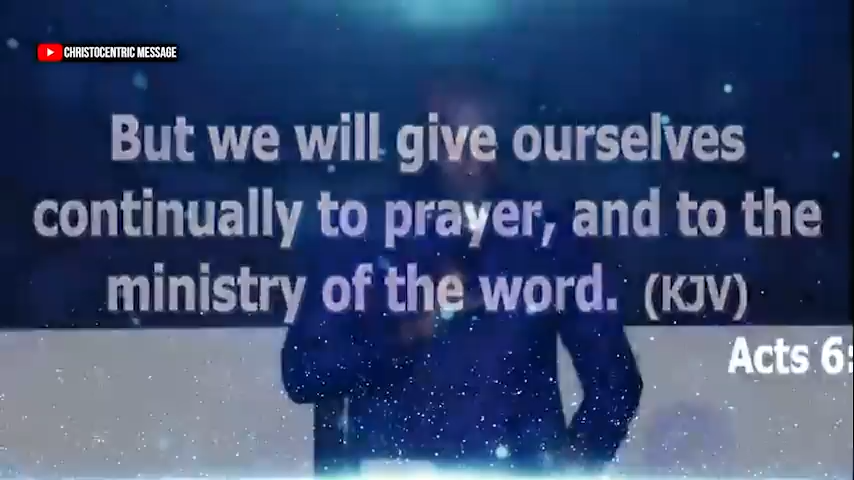 CHRISTOCENTRIC MESSAGE
But we will give ourselves
continually to prayer, and to the
ministry of the word. (KJV)
Acts 6: